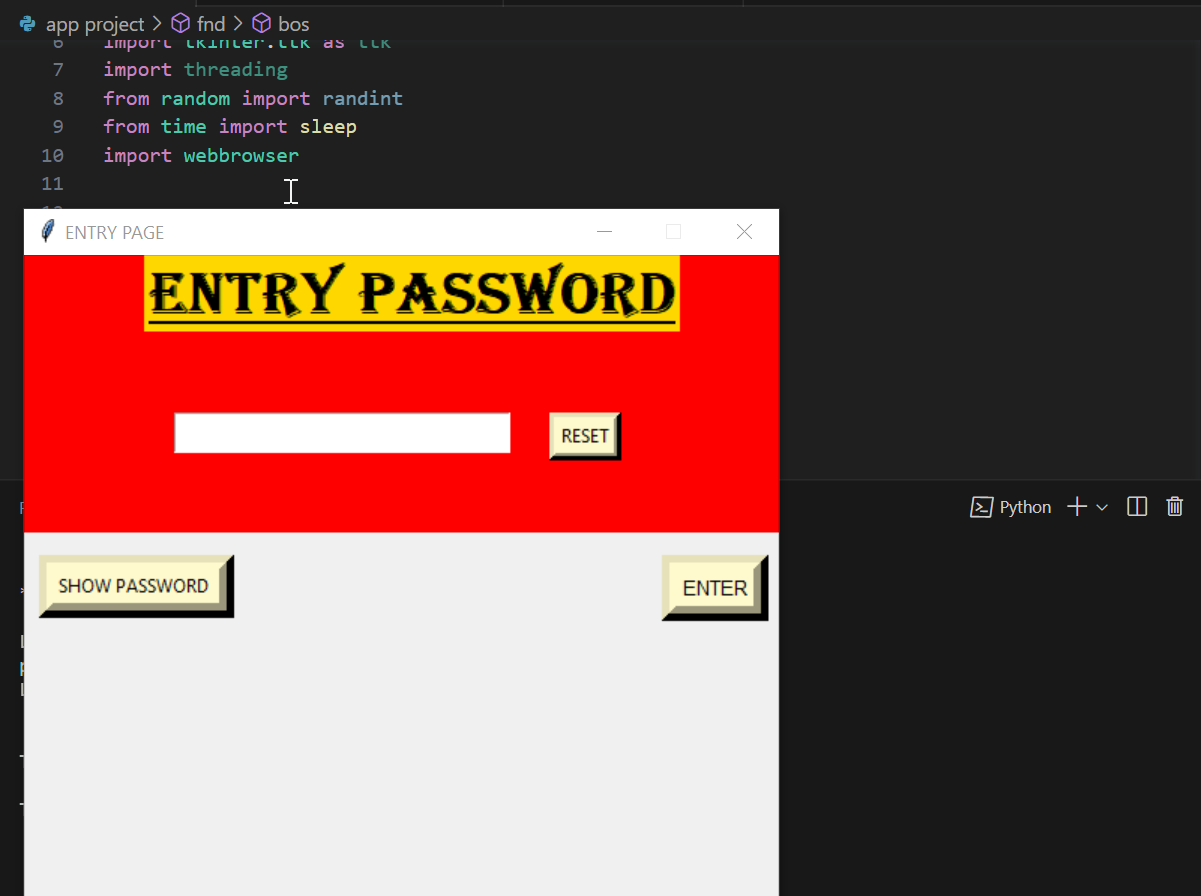 app project > fnd > bos
6 import tkinter.ttk as ttk
7 import threading
8 from random import randint
9 from time import sleep
10 import webbrowser
11
ENTRY PAGE
ENTRY PASSWORD
RESET
Python
SHOW PASSWORD
ENTER